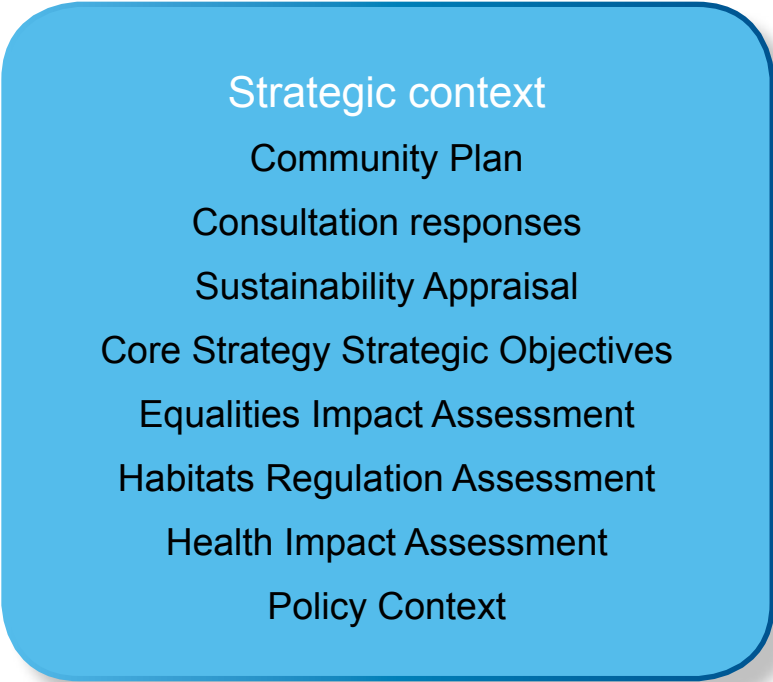 Strategic context
Community Plan
Consultation responses
Sustainability Appraisal
Core Strategy Strategic Objectives
Equalities Impact Assessment
Habitats Regulation Assessment
Health Impact Assessment
Policy Context